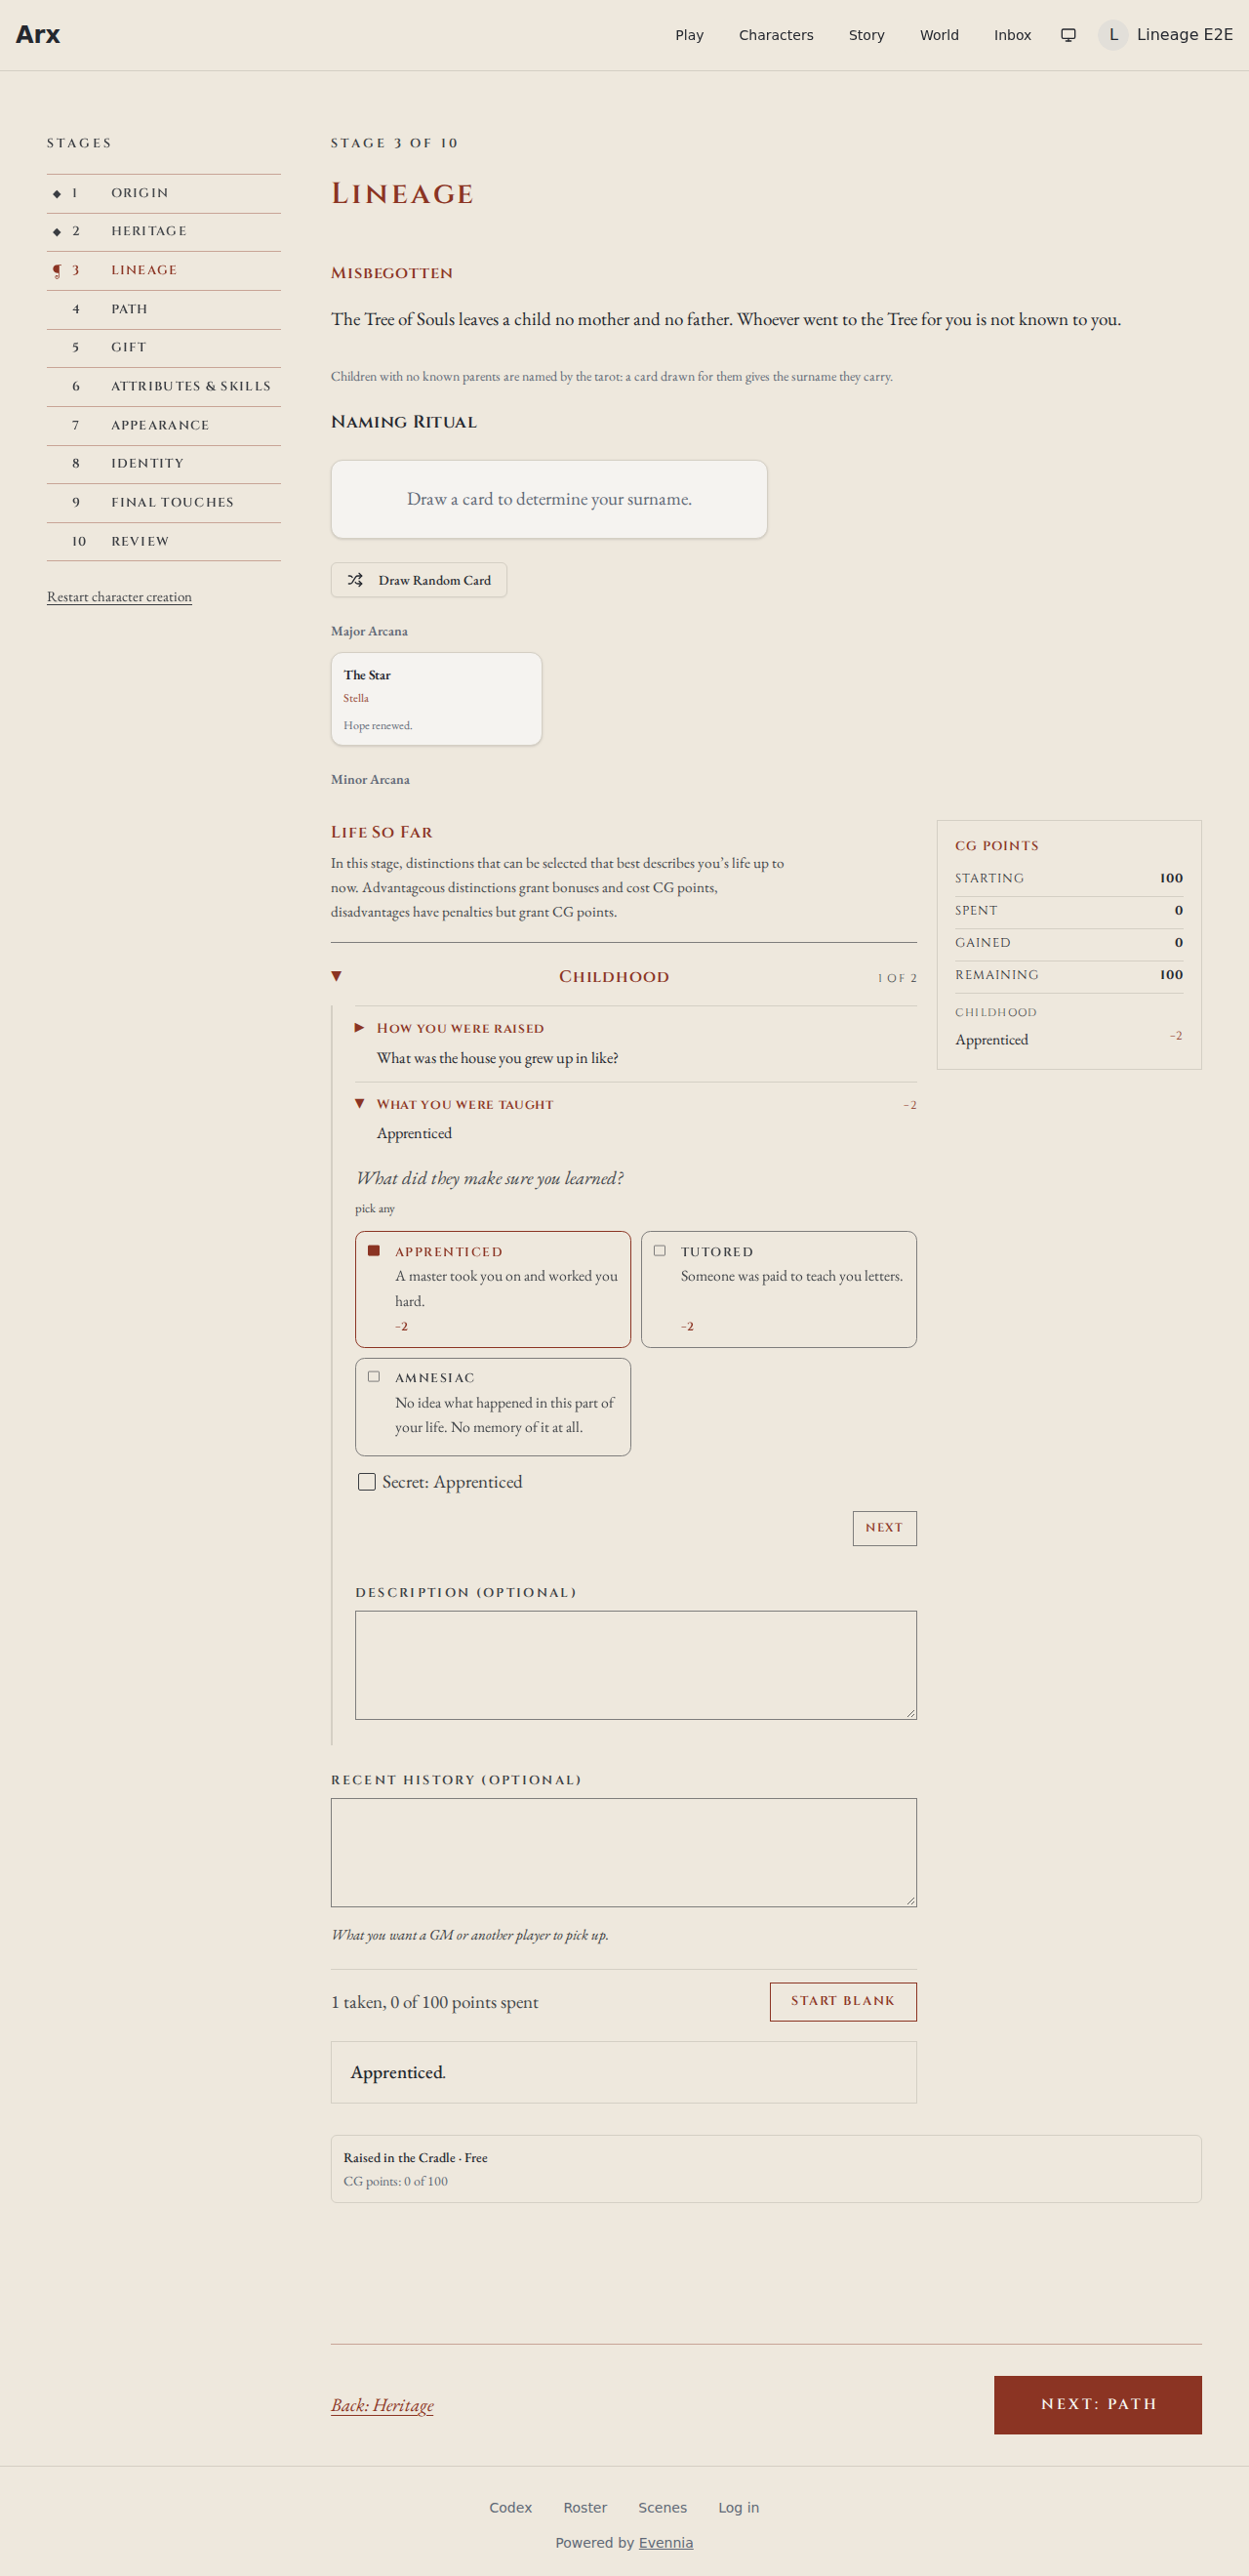 Arx
Play
Characters
Story
World
Inbox
L
Lineage E2E
STAGES
◆ 1 ORIGIN
◆ 2 HERITAGE
¶ 3 LINEAGE
4 PATH
5 GIFT
6 ATTRIBUTES & SKILLS
7 APPEARANCE
8 IDENTITY
9 FINAL TOUCHES
10 REVIEW
Restart character creation
STAGE 3 OF 10
LINEAGE
MISBEGOTTEN
The Tree of Souls leaves a child no mother and no father. Whoever went to the Tree for you is not known to you.
Children with no known parents are named by the tarot: a card drawn for them gives the surname they carry.
NAMING RITUAL
Draw a card to determine your surname.
Draw Random Card
Major Arcana
The Star
Stella
Hope renewed.
Minor Arcana
LIFE SO FAR
In this stage, distinctions that can be selected that best describes you’s life up to
now. Advantageous distinctions grant bonuses and cost CG points,
disadvantages have penalties but grant CG points.
▼ CHILDHOOD 1 OF 2
▶ HOW YOU WERE RAISED
What was the house you grew up in like?
▼ WHAT YOU WERE TAUGHT −2
Apprenticed
What did they make sure you learned?
pick any
APPRENTICED
A master took you on and worked you
hard.
−2
TUTORED
Someone was paid to teach you letters.
−2
AMNESIAC
No idea what happened in this part of
your life. No memory of it at all.
Secret: Apprenticed
NEXT
DESCRIPTION (OPTIONAL)
RECENT HISTORY (OPTIONAL)
What you want a GM or another player to pick up.
1 taken, 0 of 100 points spent
START BLANK
Apprenticed.
CG POINTS
STARTING 100
SPENT 0
GAINED 0
REMAINING 100
CHILDHOOD
Apprenticed −2
Raised in the Cradle · Free
CG points: 0 of 100
Back: Heritage
NEXT: PATH
Codex
Roster
Scenes
Log in
Powered by Evennia